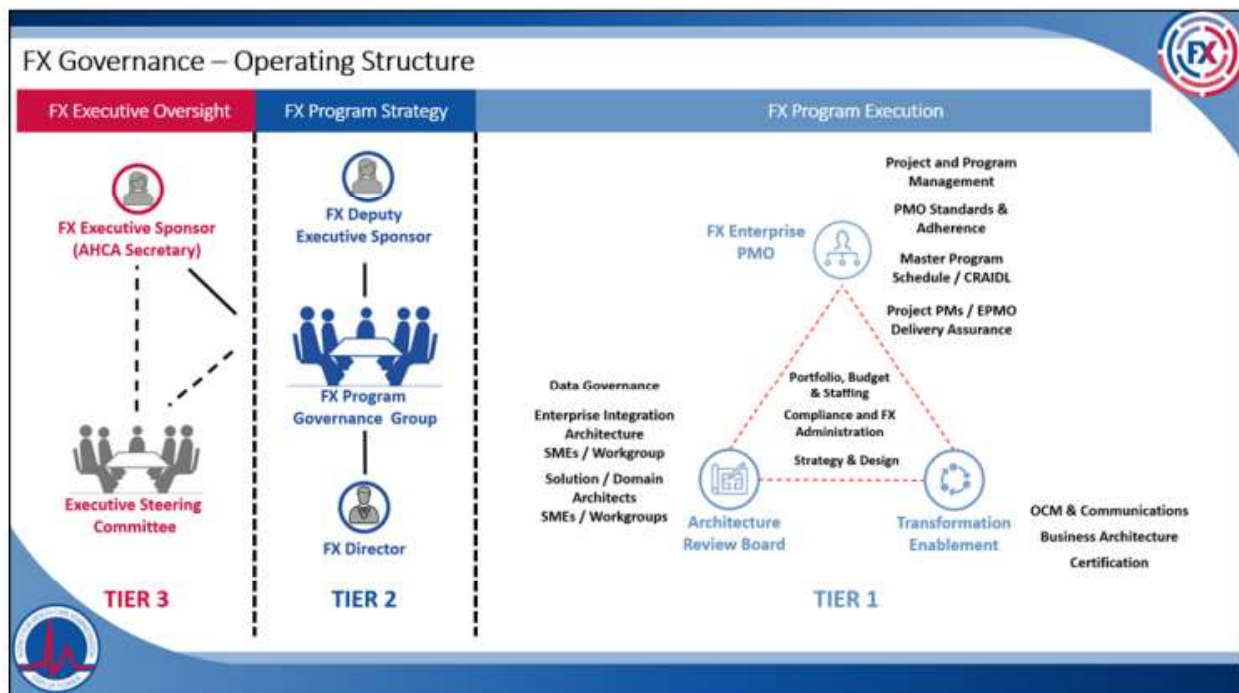 FX Governance – Operating Structure
FX
FX Executive Oversight
FX Program Strategy
FX Program Execution
FX Executive Sponsor
(AHCA Secretary)
Executive Steering
Committee
TIER 3
FX Deputy
Executive Sponsor
FX Program
Governance Group
FX Director
TIER 2
FX Enterprise
PMO
Project and Program
Management
PMO Standards &
Adherence
Master Program
Schedule / CRAIDL
Project PMs / EPMO
Delivery Assurance
Portfolio, Budget
& Staffing
Compliance and FX
Administration
Strategy & Design
Data Governance
Enterprise Integration
Architecture
SMEs / Workgroup
Solution / Domain
Architects
SMEs / Workgroups
Architecture
Review Board
Transformation
Enablement
OCM & Communications
Business Architecture
Certification
TIER 1